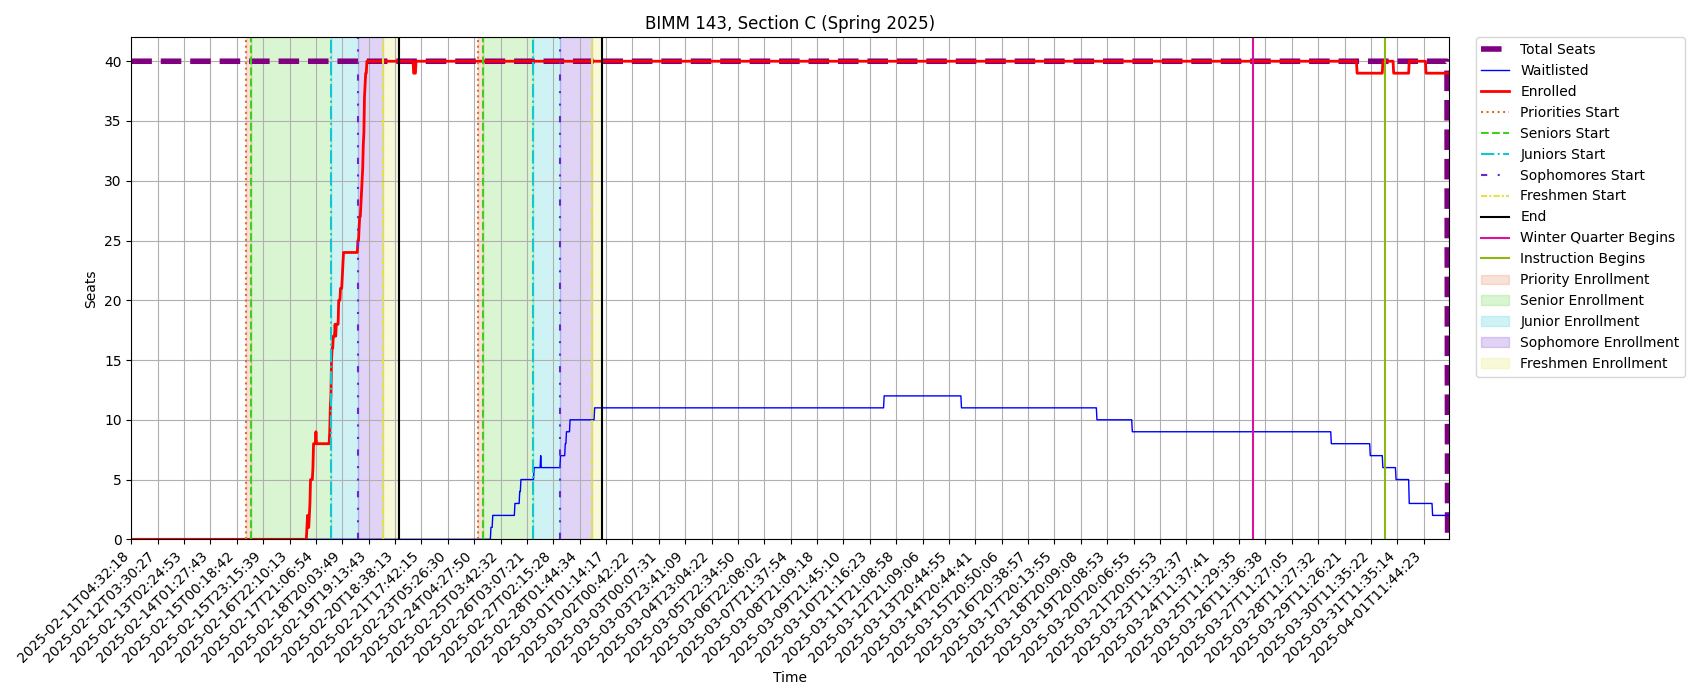 BIMM 143, Section C (Spring 2025)
Seats
40
35
30
25
20
15
10
5
0
2025-02-11T04:32:18
2025-02-12T03:30:27
2025-02-13T02:24:53
2025-02-14T01:27:43
2025-02-15T00:18:42
2025-02-15T23:15:39
2025-02-16T22:10:13
2025-02-17T21:06:54
2025-02-18T20:03:49
2025-02-19T19:13:43
2025-02-20T18:38:13
2025-02-21T17:42:15
2025-02-23T05:26:30
2025-02-24T04:27:50
2025-02-25T03:42:32
2025-02-26T03:07:21
2025-02-27T02:15:28
2025-02-28T01:44:34
2025-03-01T01:14:17
2025-03-02T00:42:22
2025-03-03T00:07:31
2025-03-03T23:41:09
2025-03-04T23:04:22
2025-03-05T22:34:50
2025-03-06T22:08:02
2025-03-07T21:37:54
2025-03-08T21:09:18
2025-03-09T21:45:10
2025-03-10T21:16:23
2025-03-11T21:08:58
2025-03-12T21:09:06
2025-03-13T20:44:55
2025-03-14T20:44:41
2025-03-15T20:50:06
2025-03-16T20:38:57
2025-03-17T20:13:55
2025-03-18T20:09:08
2025-03-19T20:08:53
2025-03-20T20:06:55
2025-03-21T20:05:53
2025-03-23T11:32:37
2025-03-24T11:37:41
2025-03-25T11:29:35
2025-03-26T11:36:38
2025-03-27T11:27:05
2025-03-28T11:27:32
2025-03-29T11:26:21
2025-03-30T11:35:22
2025-03-31T11:35:14
2025-04-01T11:44:23
Time
Total Seats
Waitlisted
Enrolled
Priorities Start
Seniors Start
Juniors Start
Sophomores Start
Freshmen Start
End
Winter Quarter Begins
Instruction Begins
Priority Enrollment
Senior Enrollment
Junior Enrollment
Sophomore Enrollment
Freshmen Enrollment